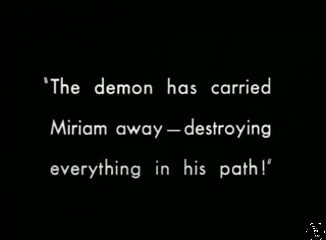 "The demon has carried
Miriam away — destroying
everything in his path!"